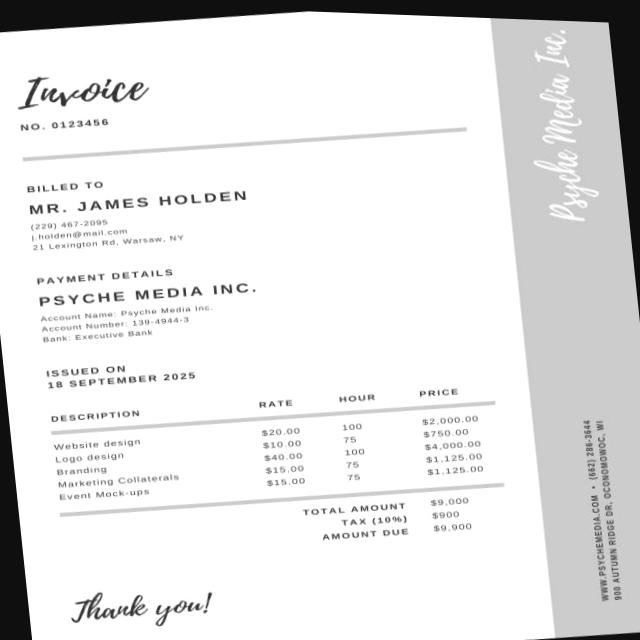 Invoice
NO. 0123456
Psyche Media Inc.
BILLED TO
MR. JAMES HOLDEN
(229) 467-2095
j.holden@mail.com
21 Lexington Rd, Warsaw, NY
PAYMENT DETAILS
PSYCHE MEDIA INC.
Account Name: Psyche Media Inc.
Account Number: 139-4944-3
Bank: Executive Bank
ISSUED ON
18 SEPTEMBER 2025
DESCRIPTION RATE HOUR PRICE
Website design $20.00 100 $2,000.00
Logo design $10.00 75 $750.00
Branding $40.00 100 $4,000.00
Marketing Collaterals $15.00 75 $1,125.00
Event Mock-ups $15.00 75 $1,125.00
TOTAL AMOUNT $9,000
TAX (10%) $900
AMOUNT DUE $9,900
Thank you!
WWW.PSYCHEMEDIA.COM • (662) 286-3644
900 AUTUMN RIDGE DR, OCONOMOWOC, WI